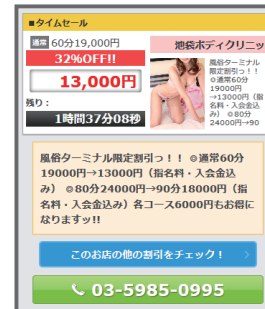 ■タイムセール
通常 60分19,000円
32%OFF!!
13,000円
残り：
1時間37分08秒
池袋ボディクリニッ
風俗ターミナル
限定割引っ！！
◎通常60分
19000円
→13000円（指
名料・入会金込
み） ◎80分
24000円→90
風俗ターミナル限定割引っ！！ ◎通常60分
19000円→13000円（指名料・入会金込
み） ◎80分24000円→90分18000円（指
名料・入会金込み）各コース6000円もお得に
なりますッ!!
このお店の他の割引をチェック！
03-5985-0995